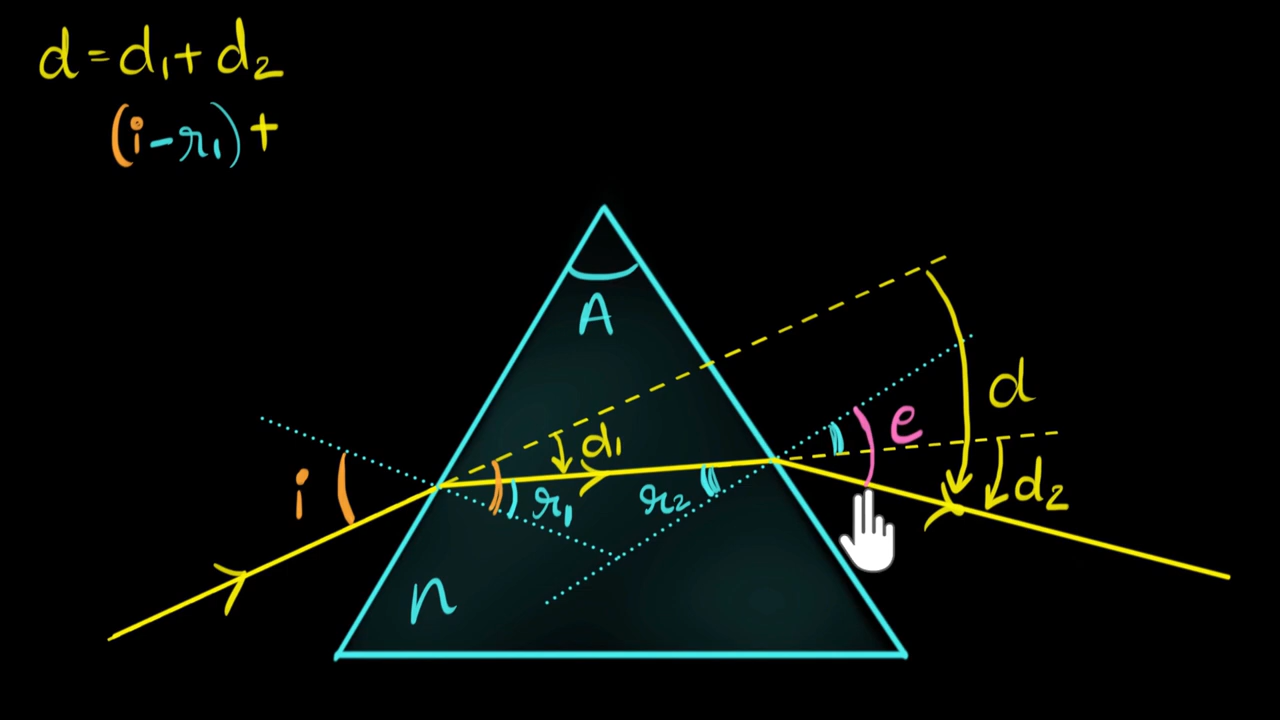 d = d₁ + d₂
(i - r₁) +
A
d
e
d₁
i
r₁
r₂
d₂
n